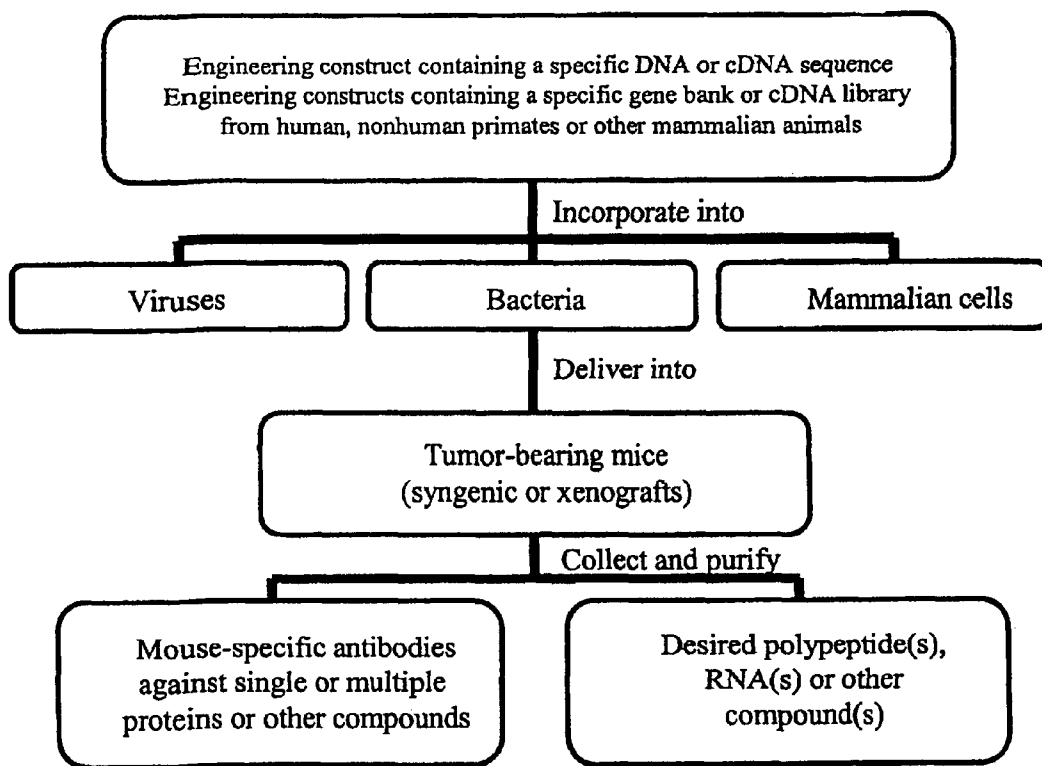 Engineering construct containing a specific DNA or cDNA sequence
Engineering constructs containing a specific gene bank or cDNA library
from human, nonhuman primates or other mammalian animals
Incorporate into
Viruses
Bacteria
Mammalian cells
Deliver into
Tumor-bearing mice
(syngenic or xenografts)
Collect and purify
Mouse-specific antibodies
against single or multiple
proteins or other compounds
Desired polypeptide(s),
RNA(s) or other
compound(s)